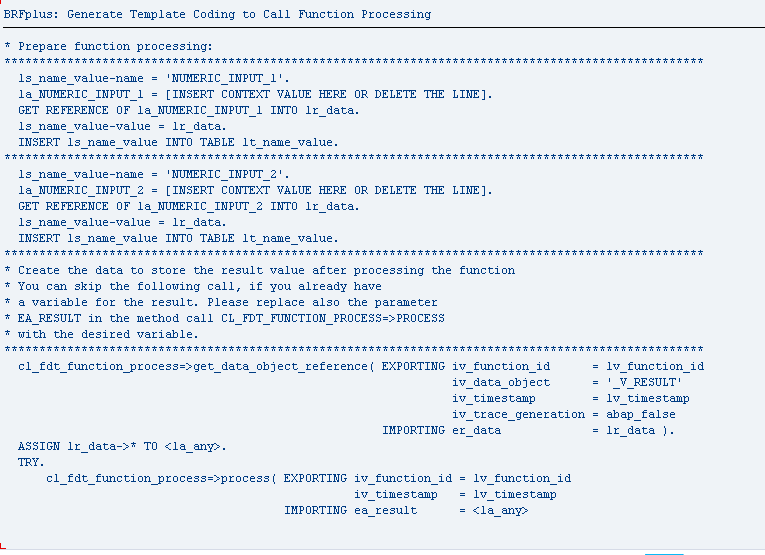 BRFplus: Generate Template Coding to Call Function Processing
* Prepare function processing:
****************************************************************************************************
  ls_name_value-name = 'NUMERIC_INPUT_1'.
  la_NUMERIC_INPUT_1 = [INSERT CONTEXT VALUE HERE OR DELETE THE LINE].
  GET REFERENCE OF la_NUMERIC_INPUT_1 INTO lr_data.
  ls_name_value-value = lr_data.
  INSERT ls_name_value INTO TABLE lt_name_value.
****************************************************************************************************
  ls_name_value-name = 'NUMERIC_INPUT_2'.
  la_NUMERIC_INPUT_2 = [INSERT CONTEXT VALUE HERE OR DELETE THE LINE].
  GET REFERENCE OF la_NUMERIC_INPUT_2 INTO lr_data.
  ls_name_value-value = lr_data.
  INSERT ls_name_value INTO TABLE lt_name_value.
****************************************************************************************************
* Create the data to store the result value after processing the function
* You can skip the following call, if you already have
* a variable for the result. Please replace also the parameter
* EA_RESULT in the method call CL_FDT_FUNCTION_PROCESS=>PROCESS
* with the desired variable.
****************************************************************************************************
  cl_fdt_function_process=>get_data_object_reference( EXPORTING iv_function_id      = lv_function_id
                                                                iv_data_object      = '_V_RESULT'
                                                                iv_timestamp        = lv_timestamp
                                                                iv_trace_generation = abap_false
                                                      IMPORTING er_data             = lr_data ).
  ASSIGN lr_data->* TO <la_any>.
  TRY.
      cl_fdt_function_process=>process( EXPORTING iv_function_id = lv_function_id
                                                  iv_timestamp   = lv_timestamp
                                        IMPORTING ea_result      = <la_any>